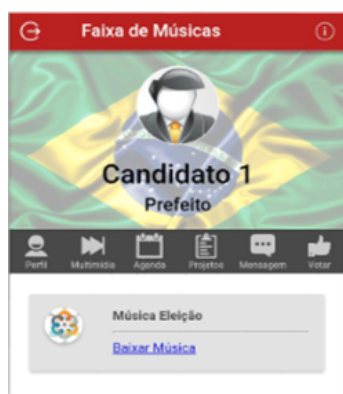 Faixa de Músicas
Candidato 1
Prefeito
Perfil Multimídia Agenda Projetos Mensagem Votar
Música Eleição
Baixar Música